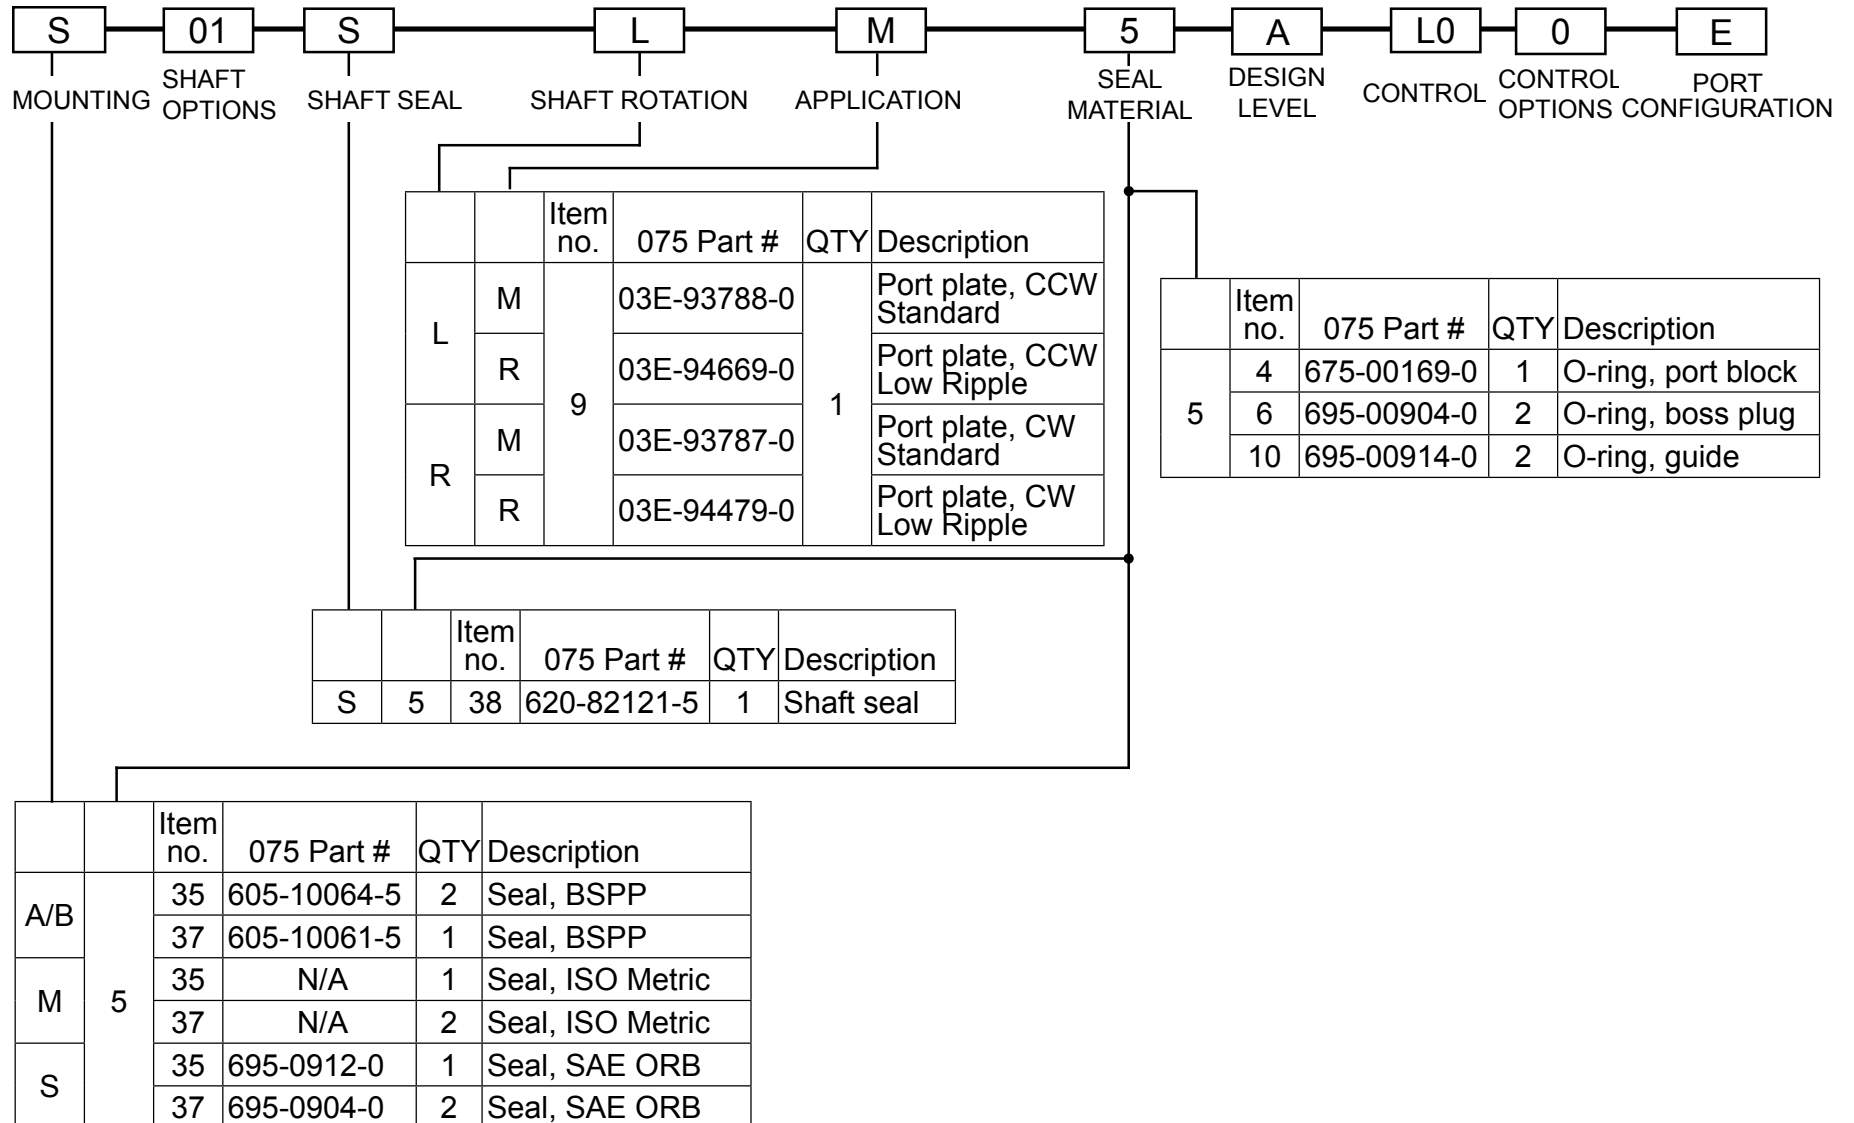 S 01 S L M 5 A L0 0 E
MOUNTING
SHAFT
OPTIONS
SHAFT SEAL
SHAFT ROTATION
APPLICATION
SEAL
MATERIAL
DESIGN
LEVEL
CONTROL
CONTROL
OPTIONS
PORT
CONFIGURATION
Item
no. 075 Part # QTY Description
L M 9 03E-93788-0 1 Port plate, CCW
Standard
R 03E-94669-0 Port plate, CCW
Low Ripple
R M 03E-93787-0 Port plate, CW
Standard
R 03E-94479-0 Port plate, CW
Low Ripple
Item
no. 075 Part # QTY Description
5 4 675-00169-0 1 O-ring, port block
6 695-00904-0 2 O-ring, boss plug
10 695-00914-0 2 O-ring, guide
Item
no. 075 Part # QTY Description
S 5 38 620-82121-5 1 Shaft seal
Item
no. 075 Part # QTY Description
A/B 5 35 605-10064-5 2 Seal, BSPP
37 605-10061-5 1 Seal, BSPP
M 35 N/A 1 Seal, ISO Metric
37 N/A 2 Seal, ISO Metric
S 35 695-0912-0 1 Seal, SAE ORB
37 695-0904-0 2 Seal, SAE ORB